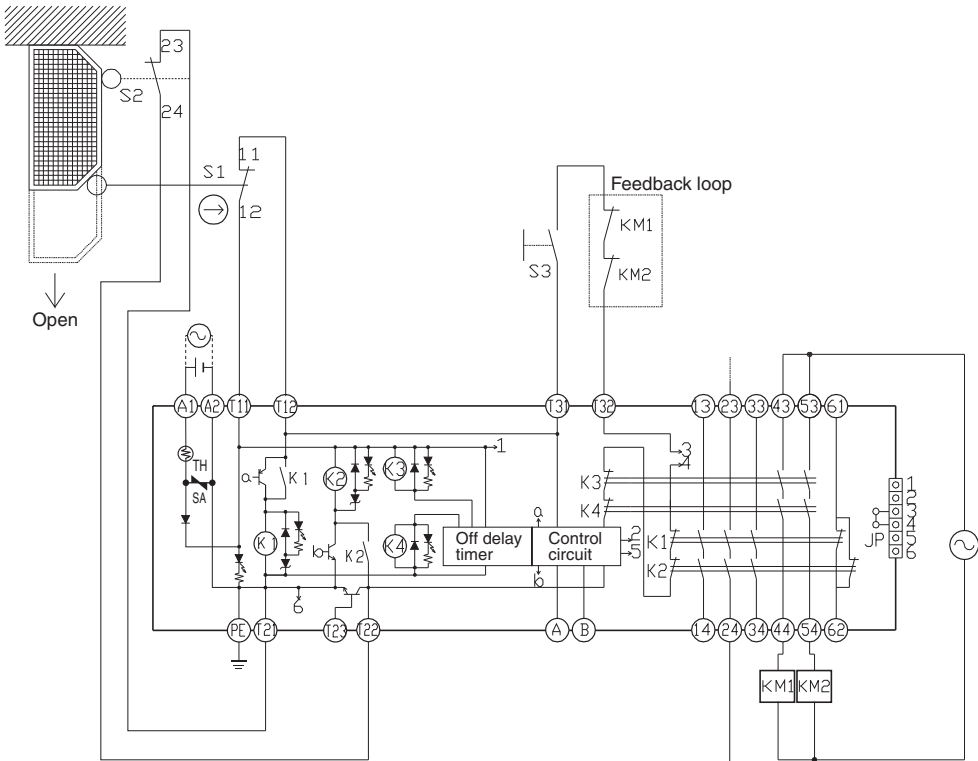 23
S2
24
11
S1
12
Feedback loop
KM1
S3
KM2
Open
A1 A2 T11 T12 T31 T32 13 23 33 43 53 61
1
TH
SA
a
K1
K2
K3
3
4
K3
K4
1
2
3
4
5
6
JP
K1
b
K2
K4
Off delay
timer
a
Control
circuit
b
2
5
K1
K2
6
PE T21 T23 T22 A B 14 24 34 44 54 62
KM1 KM2